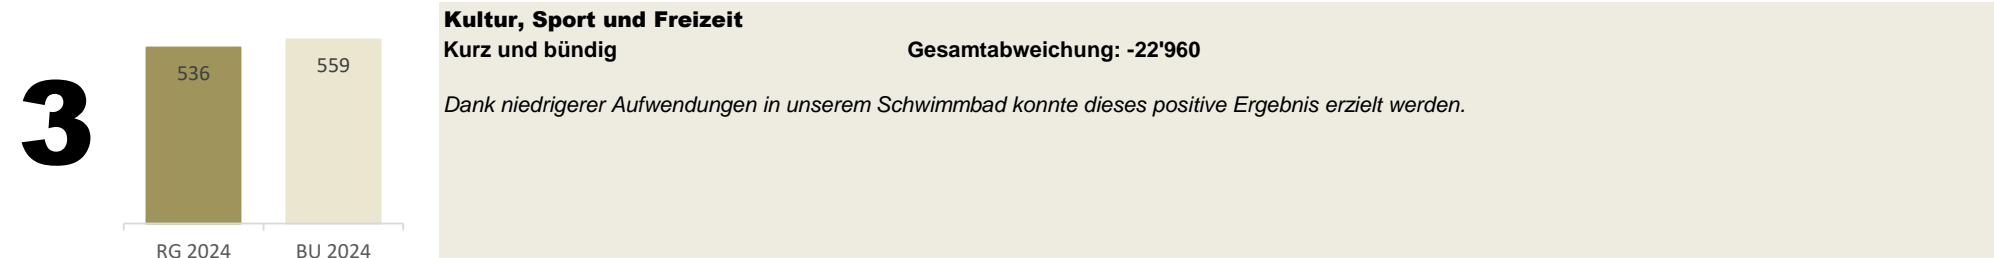 3
536
559
RG 2024
BU 2024
Kultur, Sport und Freizeit
Kurz und bündig Gesamtabweichung: -22'960
Dank niedrigerer Aufwendungen in unserem Schwimmbad konnte dieses positive Ergebnis erzielt werden.